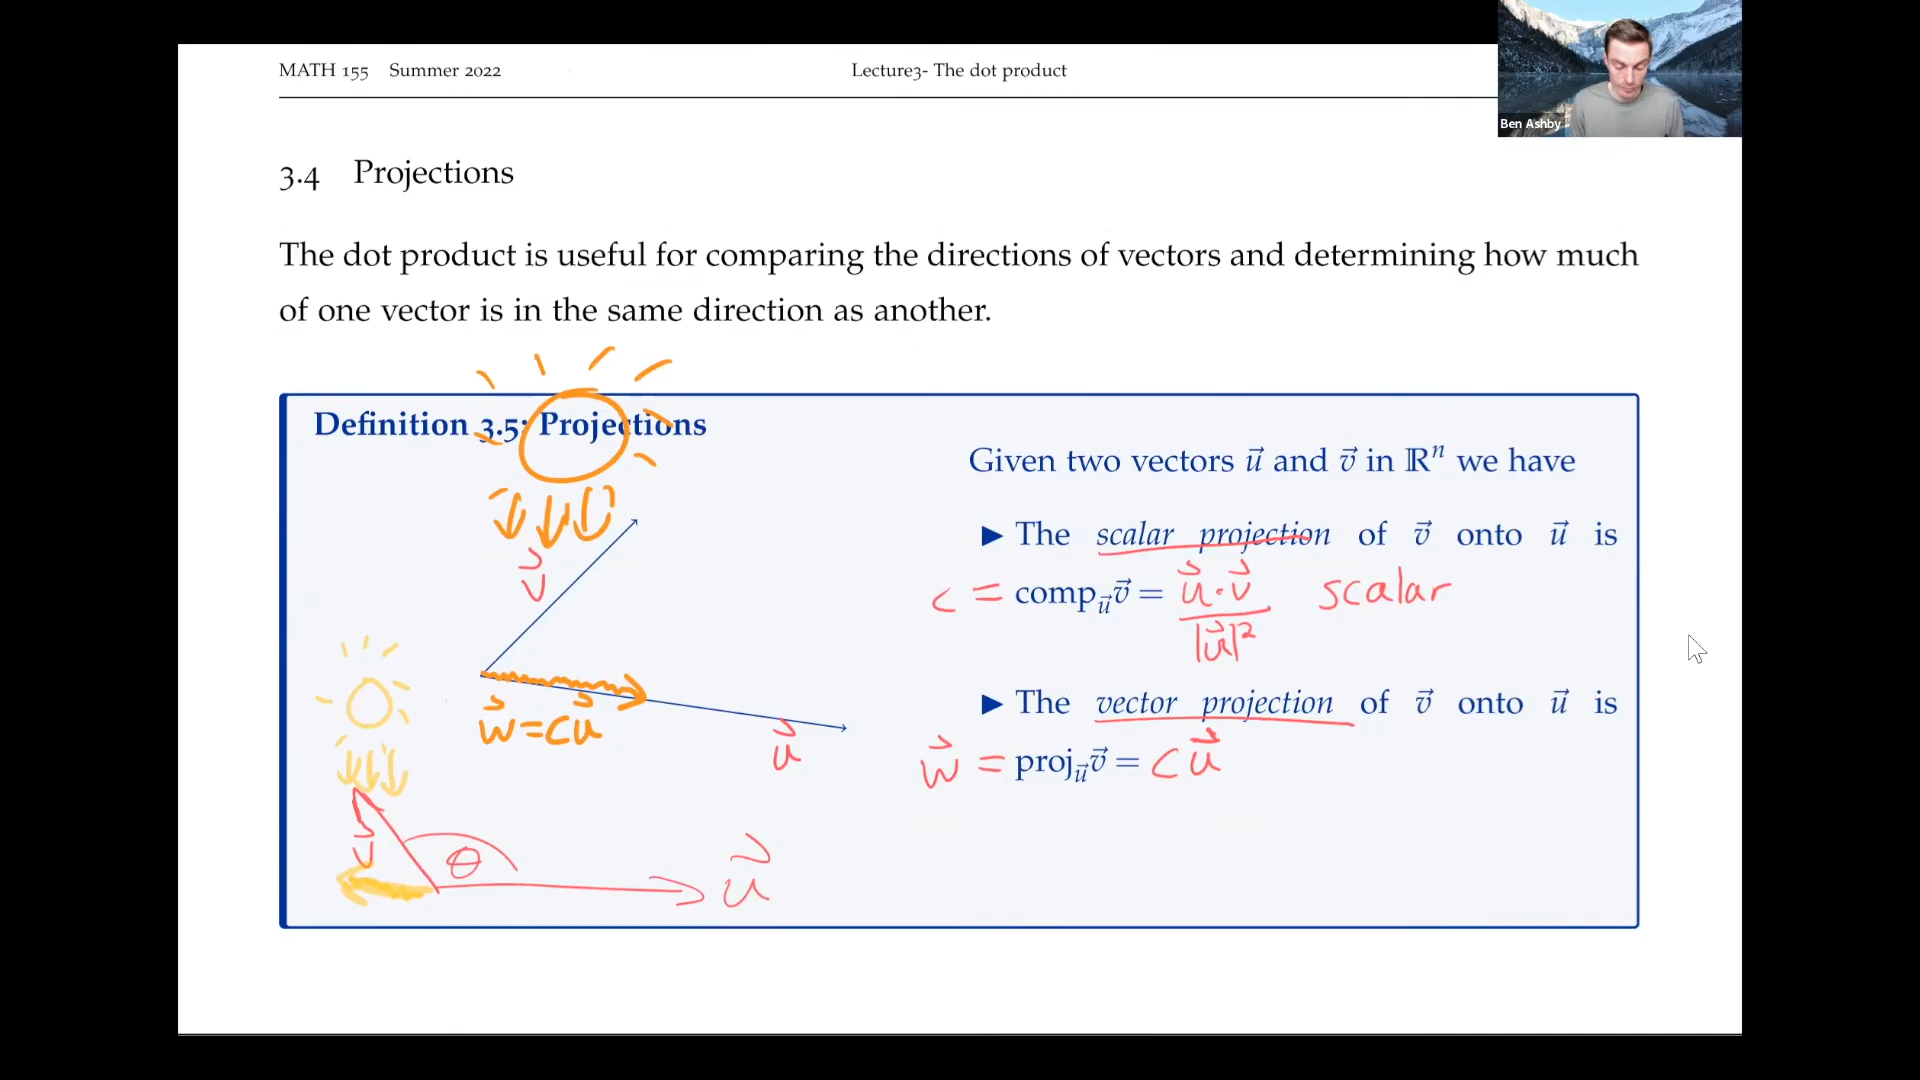 MATH 155 Summer 2022 Lecture3- The dot product
Ben Ashby
3.4 Projections
The dot product is useful for comparing the directions of vectors and determining how much
of one vector is in the same direction as another.
Definition 3.5: Projections
Given two vectors u⃗ and v⃗ in ℝⁿ we have
▶ The scalar projection of v⃗ onto u⃗ is
c = comp_u⃗ v⃗ = u⃗·v⃗ / |u⃗|² scalar
▶ The vector projection of v⃗ onto u⃗ is
w⃗ = proj_u⃗ v⃗ = cu⃗
v⃗
w⃗ = cu⃗
u⃗
v⃗
θ
u⃗